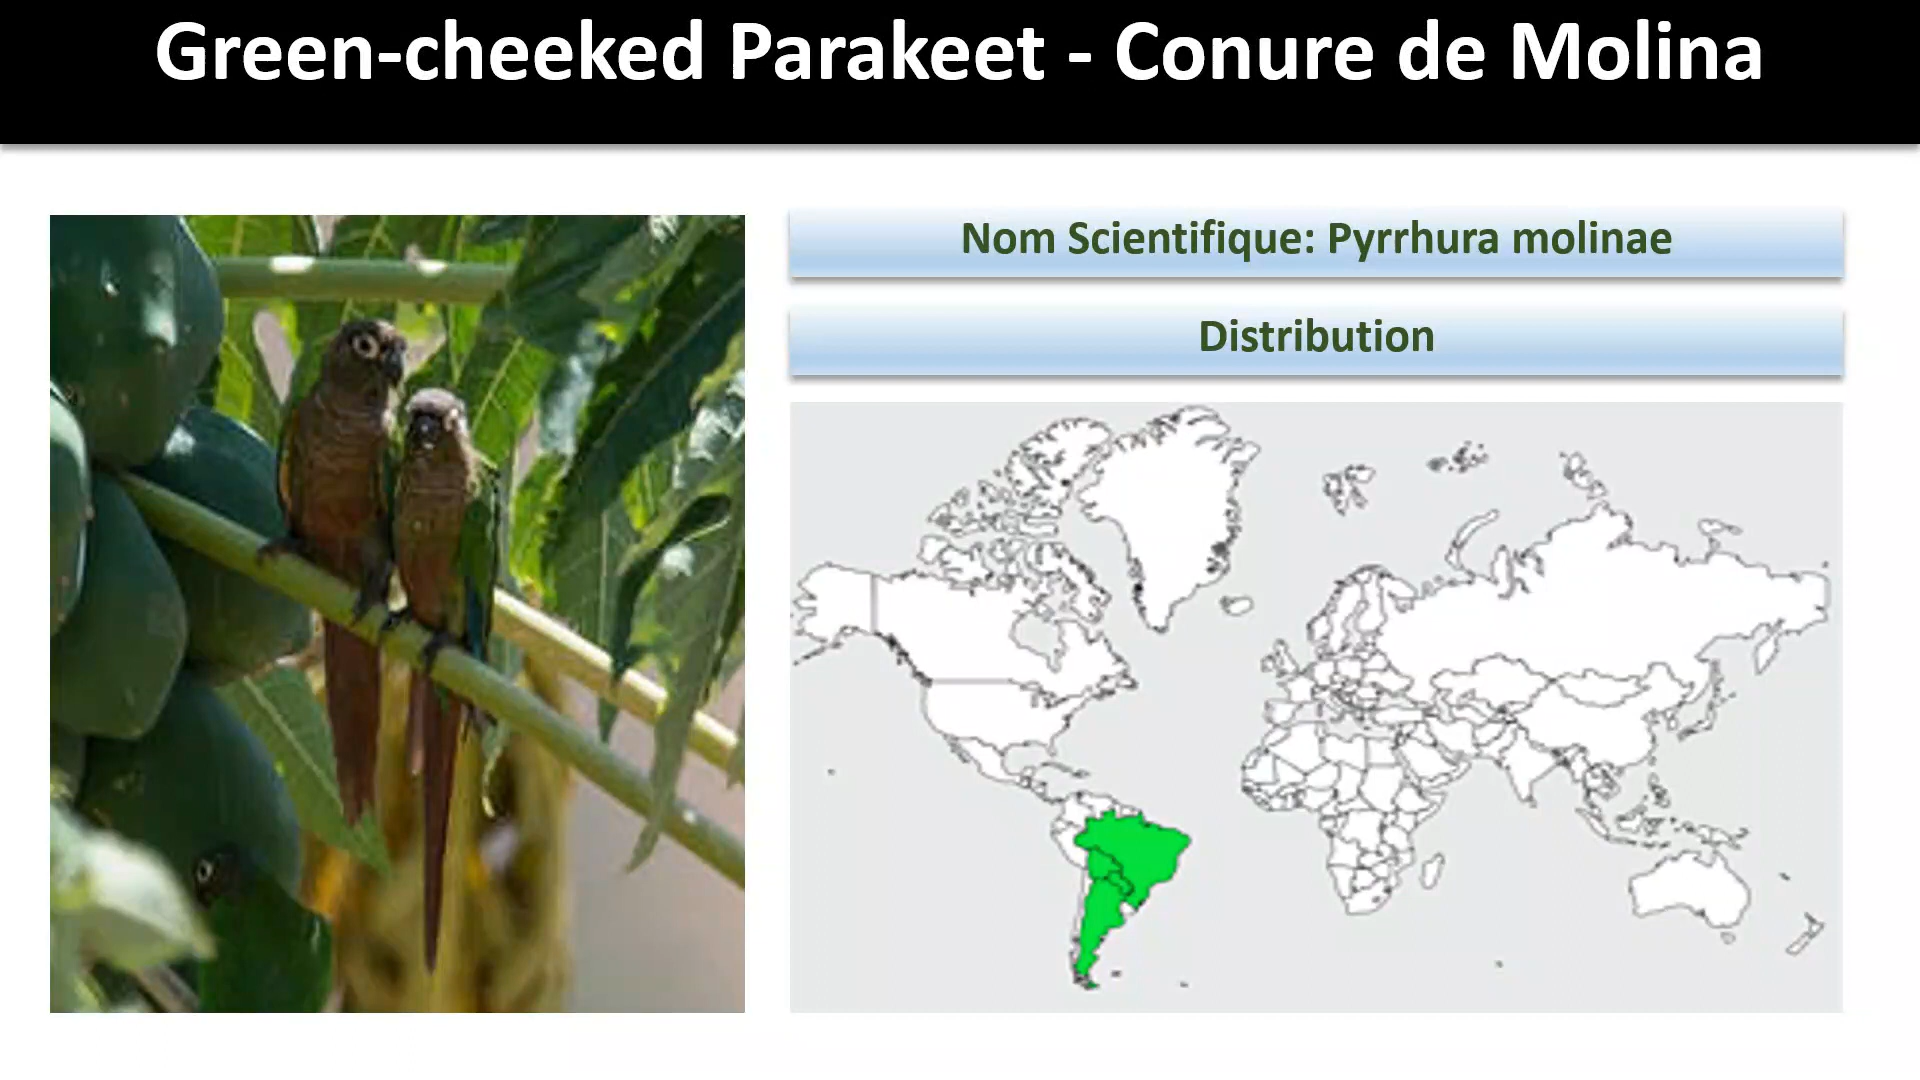 Green-cheeked Parakeet - Conure de Molina
Nom Scientifique: Pyrrhura molinae
Distribution